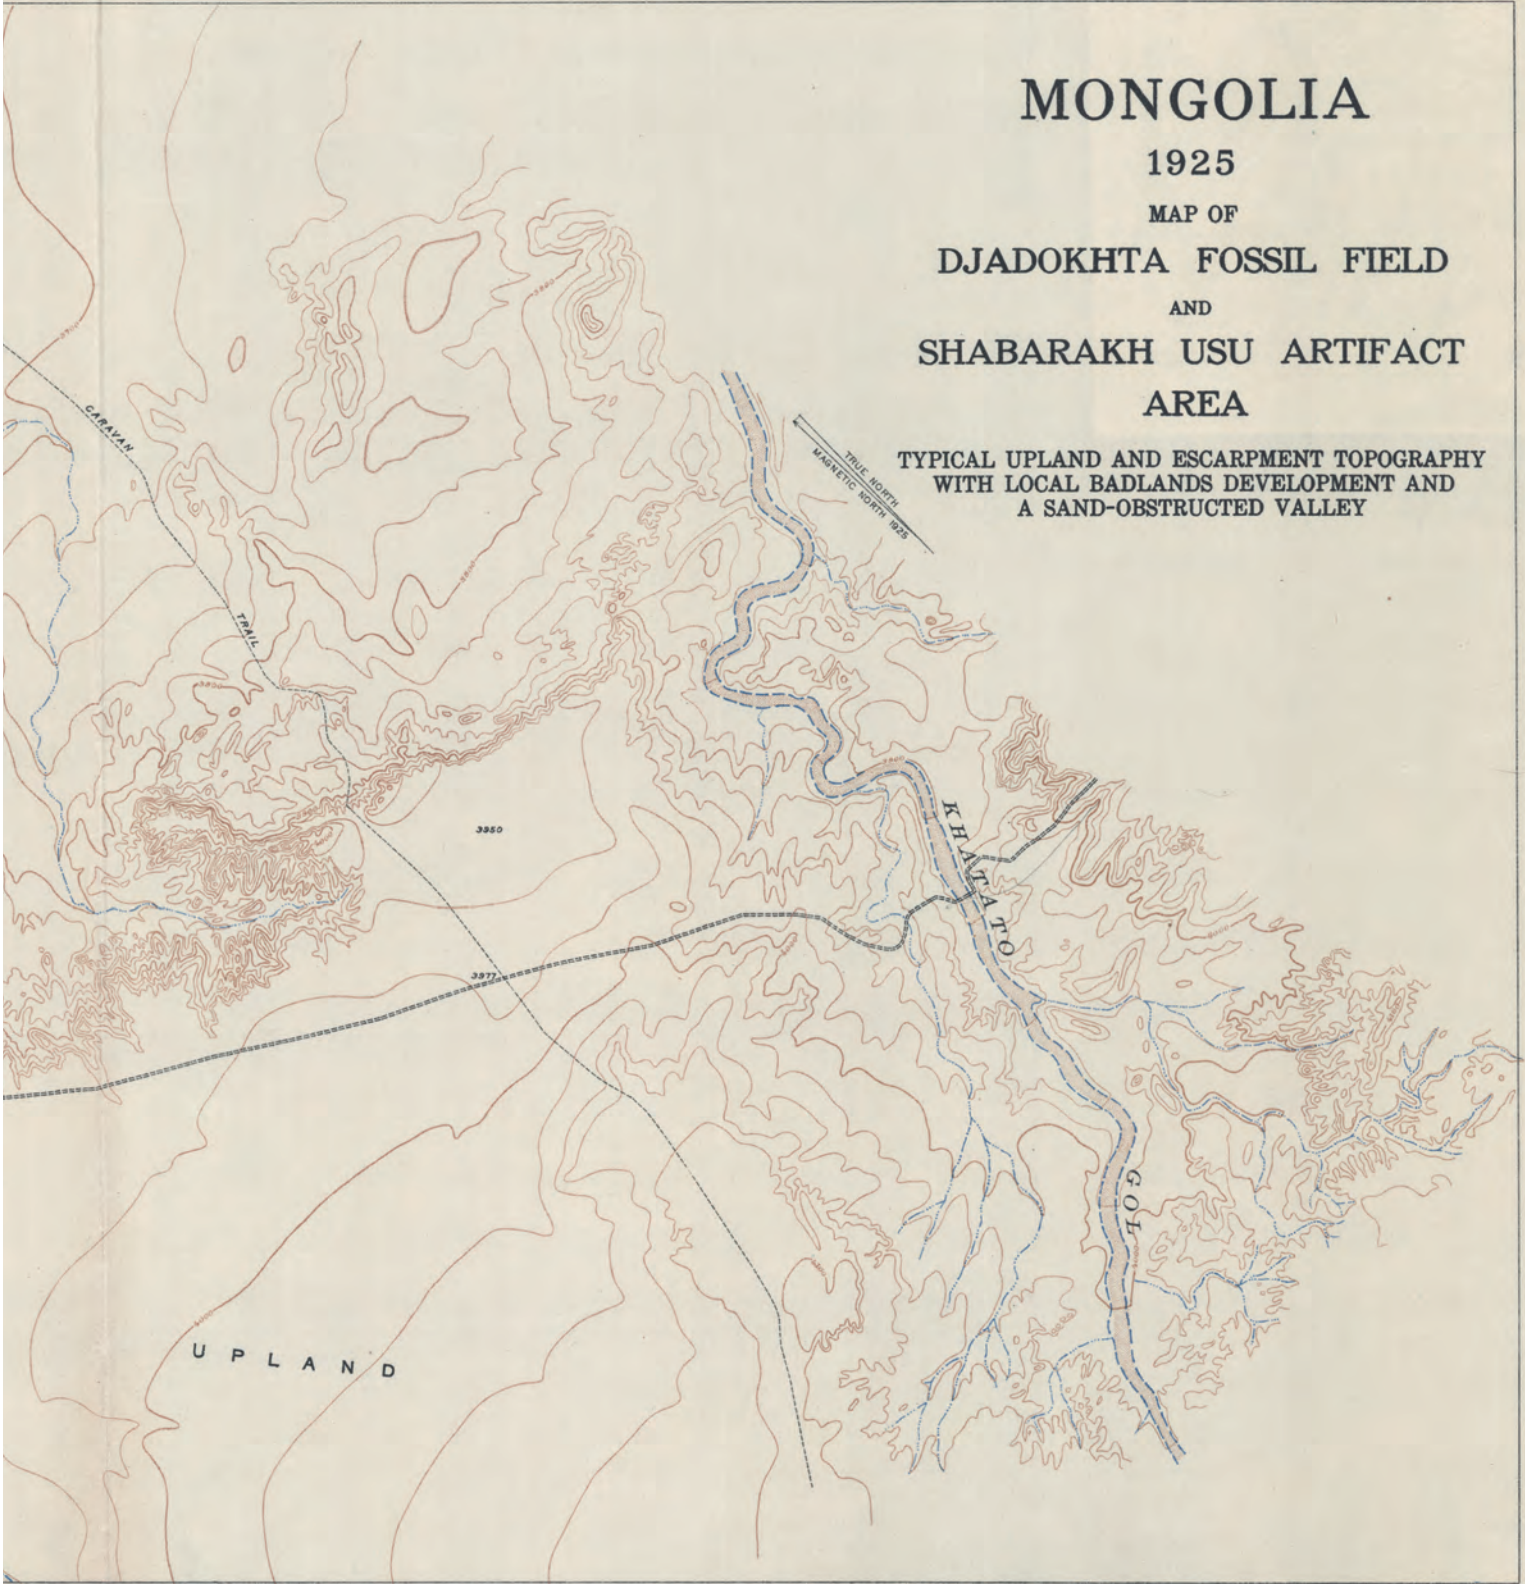 MONGOLIA
1925
MAP OF
DJADOKHTA FOSSIL FIELD
AND
SHABARAKH USU ARTIFACT
AREA
TYPICAL UPLAND AND ESCARPMENT TOPOGRAPHY
WITH LOCAL BADLANDS DEVELOPMENT AND
A SAND-OBSTRUCTED VALLEY
TRUE NORTH
MAGNETIC NORTH 1925
CARAVAN
TRAIL
3950
3977
KHATATO
GOL
UPLAND